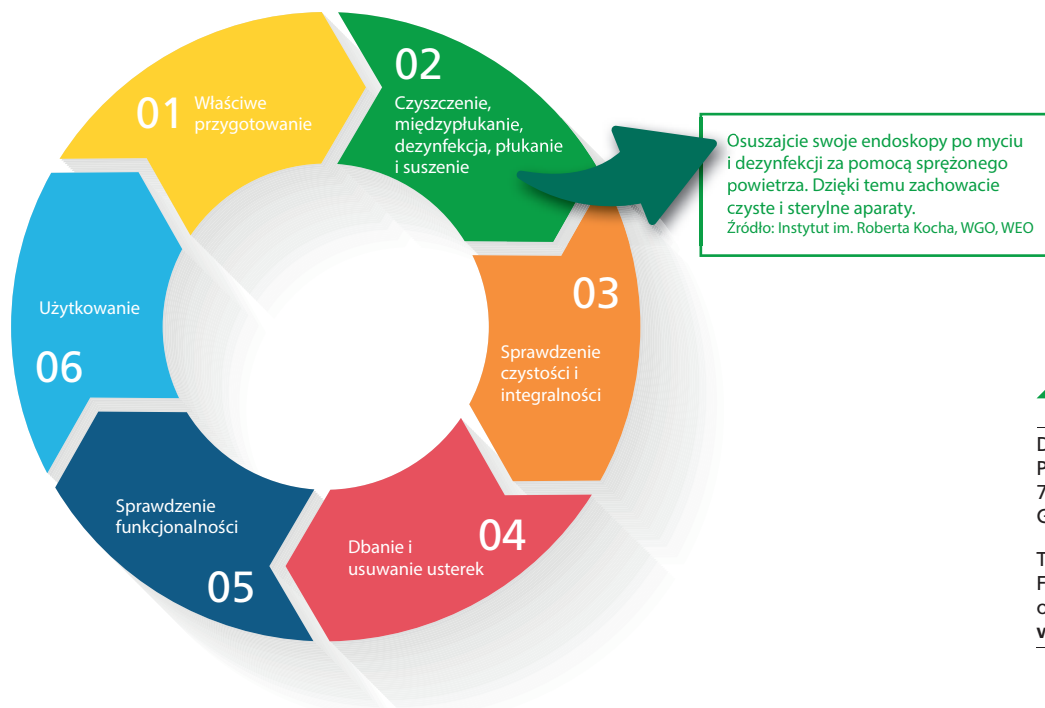 01
Właściwe
przygotowanie
02
Czyszczenie,
międzypłukanie,
dezynfekcja, płukanie
i suszenie
Osuszajcie swoje endoskopy po myciu
i dezynfekcji za pomocą sprężonego
powietrza. Dzięki temu zachowacie
czyste i sterylne aparaty.
Źródło: Instytut im. Roberta Kocha, WGO, WEO
03
Sprawdzenie
czystości i
integralności
04
Dbanie i
usuwanie usterek
05
Sprawdzenie
funkcjonalności
Użytkowanie
06
D
P
7
G
T
F